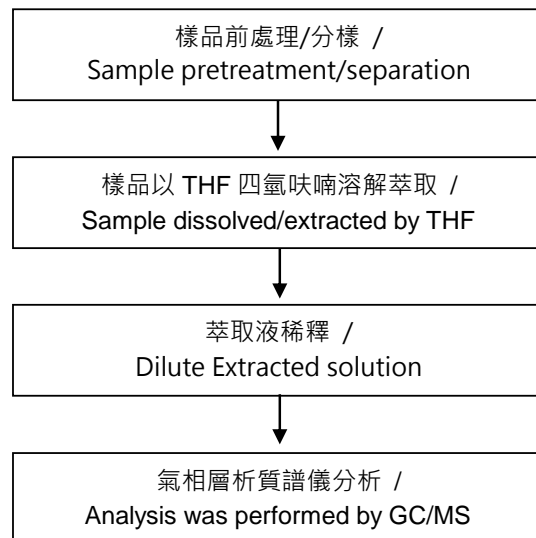 樣品前處理/分樣 /
Sample pretreatment/separation
樣品以 THF 四氫呋喃溶解萃取 /
Sample dissolved/extracted by THF
萃取液稀釋 /
Dilute Extracted solution
氣相層析質譜儀分析 /
Analysis was performed by GC/MS